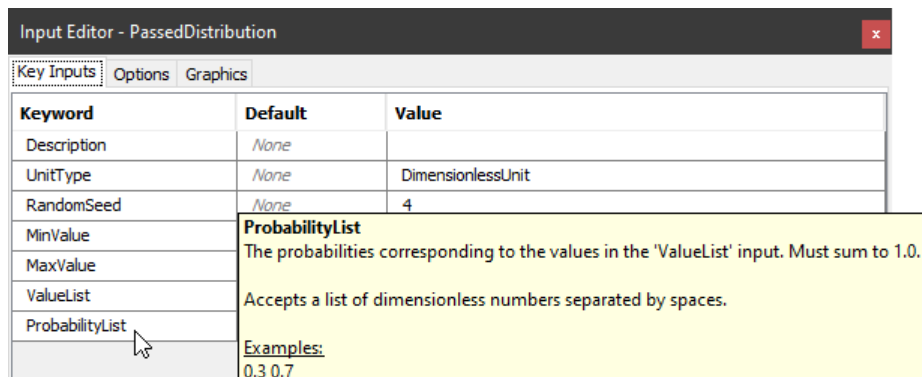 Input Editor - PassedDistribution x
Key Inputs Options Graphics
Keyword Default Value
Description None
UnitType None DimensionlessUnit
RandomSeed None 4
MinValue
MaxValue
ValueList
ProbabilityList
ProbabilityList
The probabilities corresponding to the values in the 'ValueList' input. Must sum to 1.0.
Accepts a list of dimensionless numbers separated by spaces.
Examples:
0.3 0.7